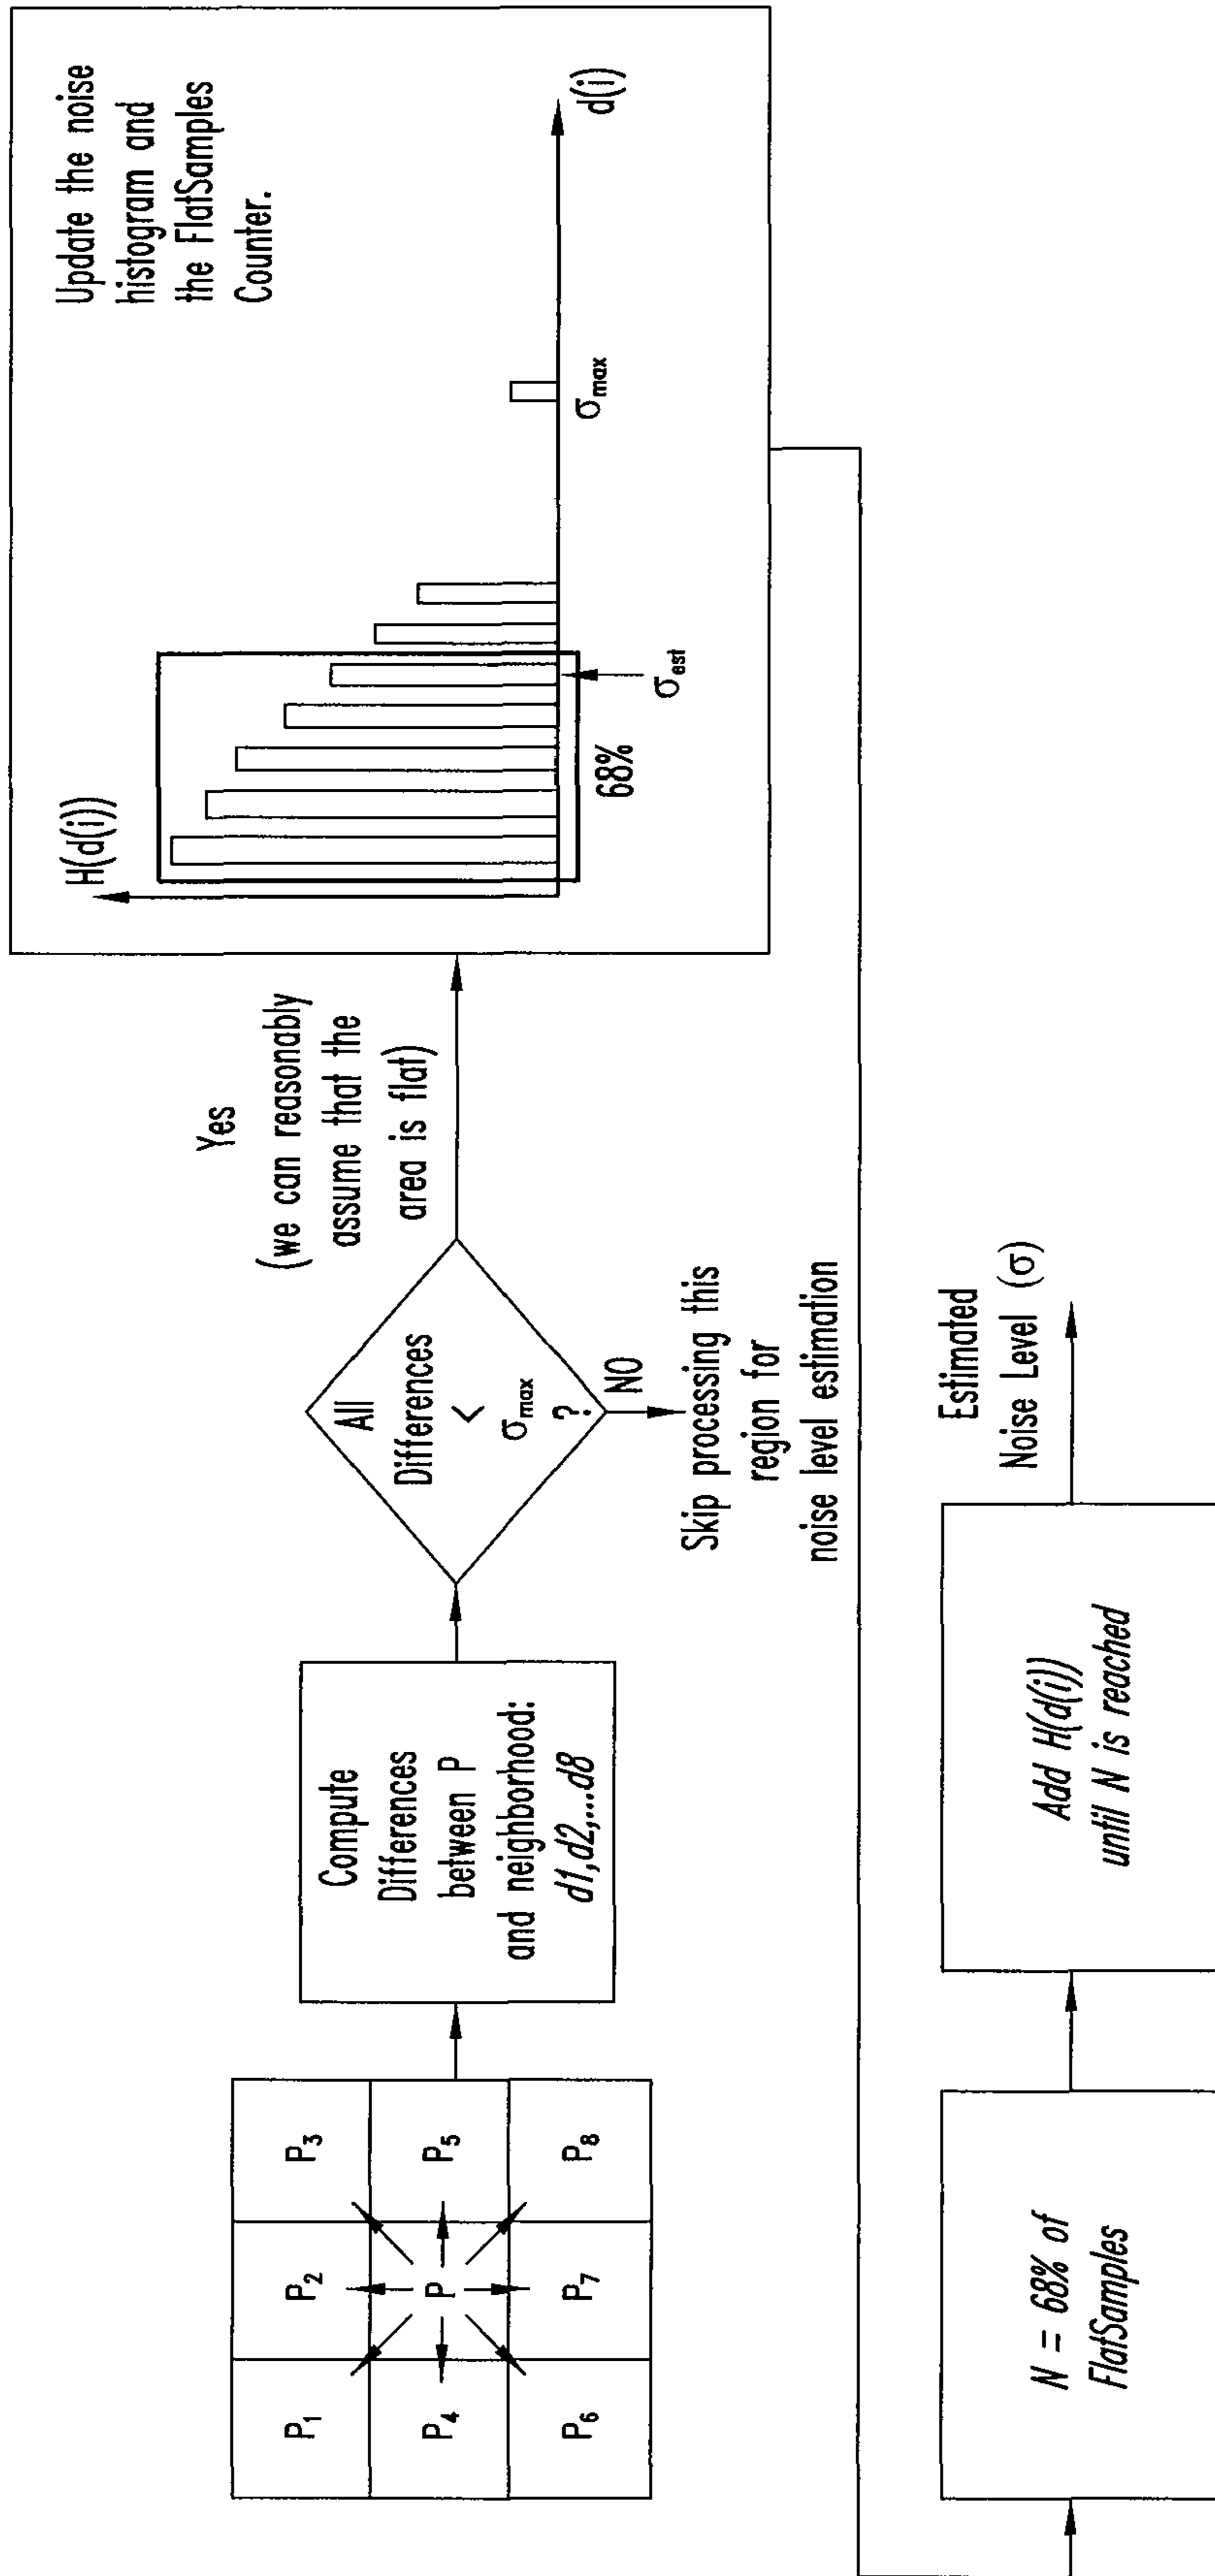 P₁
P₂
P₃
P₄
P
P₅
P₆
P₇
P₈
Compute
Differences
between P
and neighborhood:
d1,d2,...d8
All
Differences
<
σmax
?
Yes
(we can reasonably
assume that the
area is flat)
NO
Skip processing this
region for
noise level estimation
Update the noise
histogram and
the FlatSamples
Counter.
H(d(i))
d(i)
68%
σest
σmax
N = 68% of
FlatSamples
Add H(d(i))
until N is reached
Estimated
Noise Level (σ)